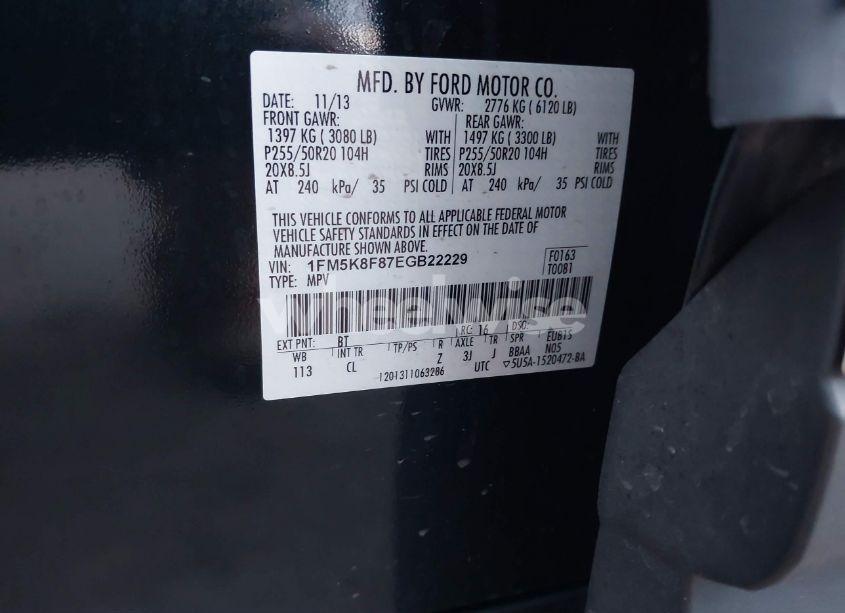 MFD. BY FORD MOTOR CO.
DATE: 11/13 GVWR: 2776 KG ( 6120 LB)
FRONT GAWR: REAR GAWR:
1397 KG ( 3080 LB) WITH 1497 KG ( 3300 LB) WITH
P255/50R20 104H TIRES P255/50R20 104H TIRES
20X8.5J RIMS 20X8.5J RIMS
AT 240 kPa/ 35 PSI COLD AT 240 kPa/ 35 PSI COLD
THIS VEHICLE CONFORMS TO ALL APPLICABLE FEDERAL MOTOR
VEHICLE SAFETY STANDARDS IN EFFECT ON THE DATE OF
MANUFACTURE SHOWN ABOVE.
VIN: 1FM5K8F87EGB22229 F0163
TYPE: MPV T0081
wheelwise
EXT PNT: BT RC: 16 DSO: EUB15
WB INT TR TP/PS R AXLE TR SPR N05
113 CL Z 3J J BBAA
1201311063286 UTC ▽5U5A-1520472-BA